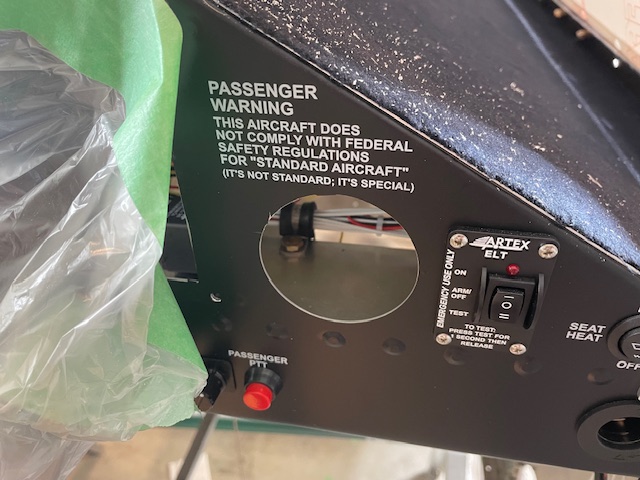 PASSENGER
WARNING
THIS AIRCRAFT DOES
NOT COMPLY WITH FEDERAL
SAFETY REGULATIONS
FOR "STANDARD AIRCRAFT"
(IT'S NOT STANDARD; IT'S SPECIAL)
ARTEX
ELT
EMERGENCY USE ONLY
ON
ARM/
OFF
TEST
TO TEST:
PRESS TEST FOR
1 SECOND THEN
RELEASE
SEAT
HEAT
OFF
PASSENGER
PTT